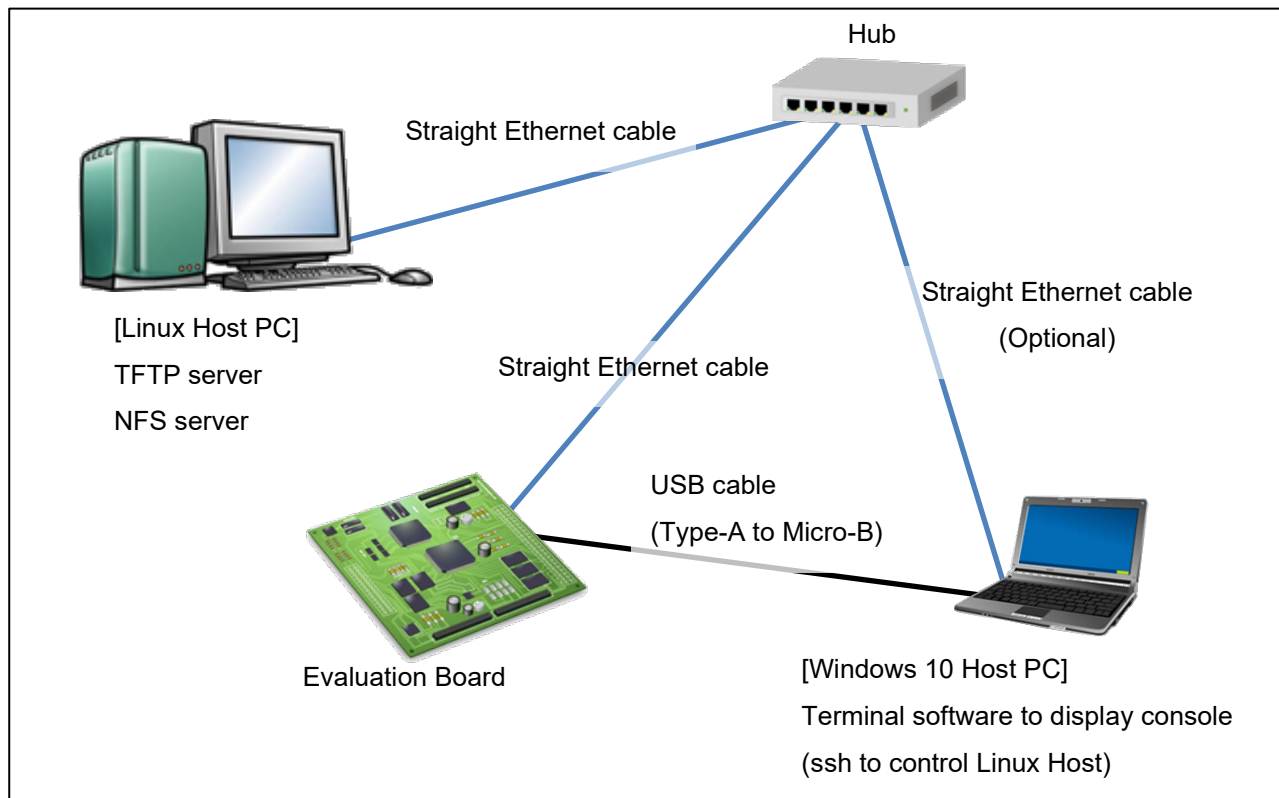 Hub
Straight Ethernet cable
Straight Ethernet cable
(Optional)
[Linux Host PC]
TFTP server
NFS server
Straight Ethernet cable
USB cable
(Type-A to Micro-B)
Evaluation Board
[Windows 10 Host PC]
Terminal software to display console
(ssh to control Linux Host)